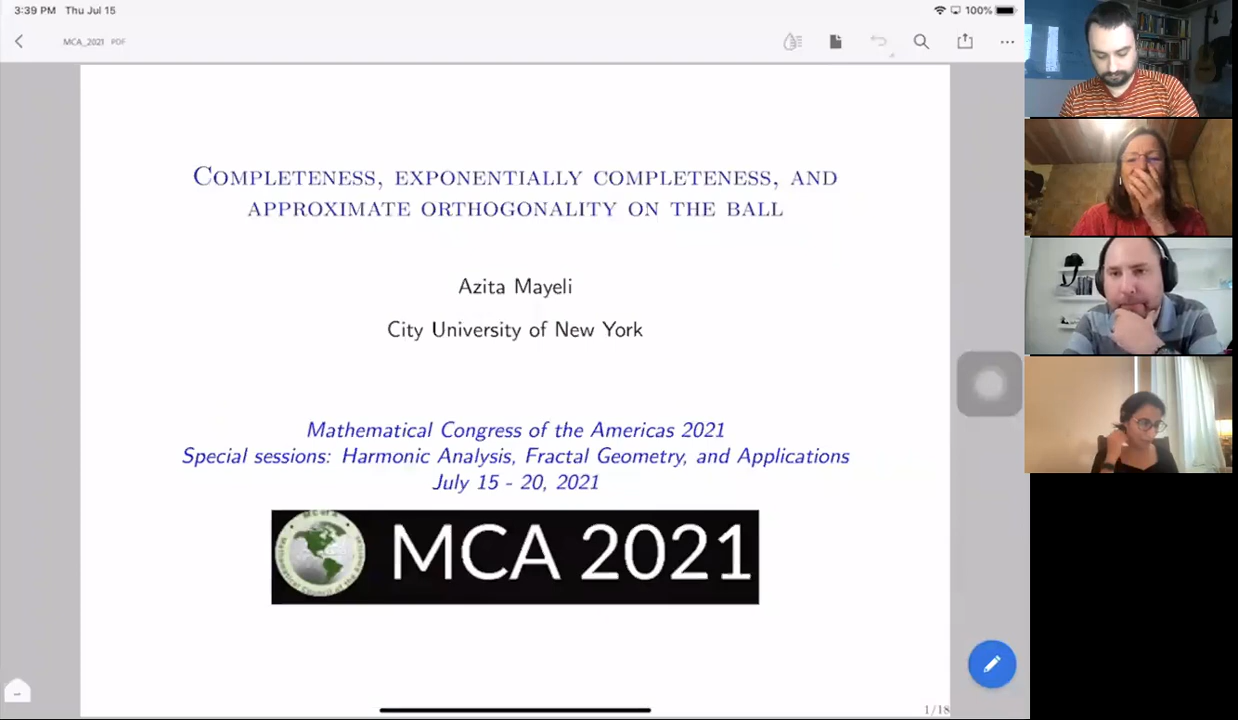 3:39 PM Thu Jul 15
100%
MCA_2021 PDF
COMPLETENESS, EXPONENTIALLY COMPLETENESS, AND
APPROXIMATE ORTHOGONALITY ON THE BALL
Azita Mayeli
City University of New York
Mathematical Congress of the Americas 2021
Special sessions: Harmonic Analysis, Fractal Geometry, and Applications
July 15 - 20, 2021
MCA 2021
1/18